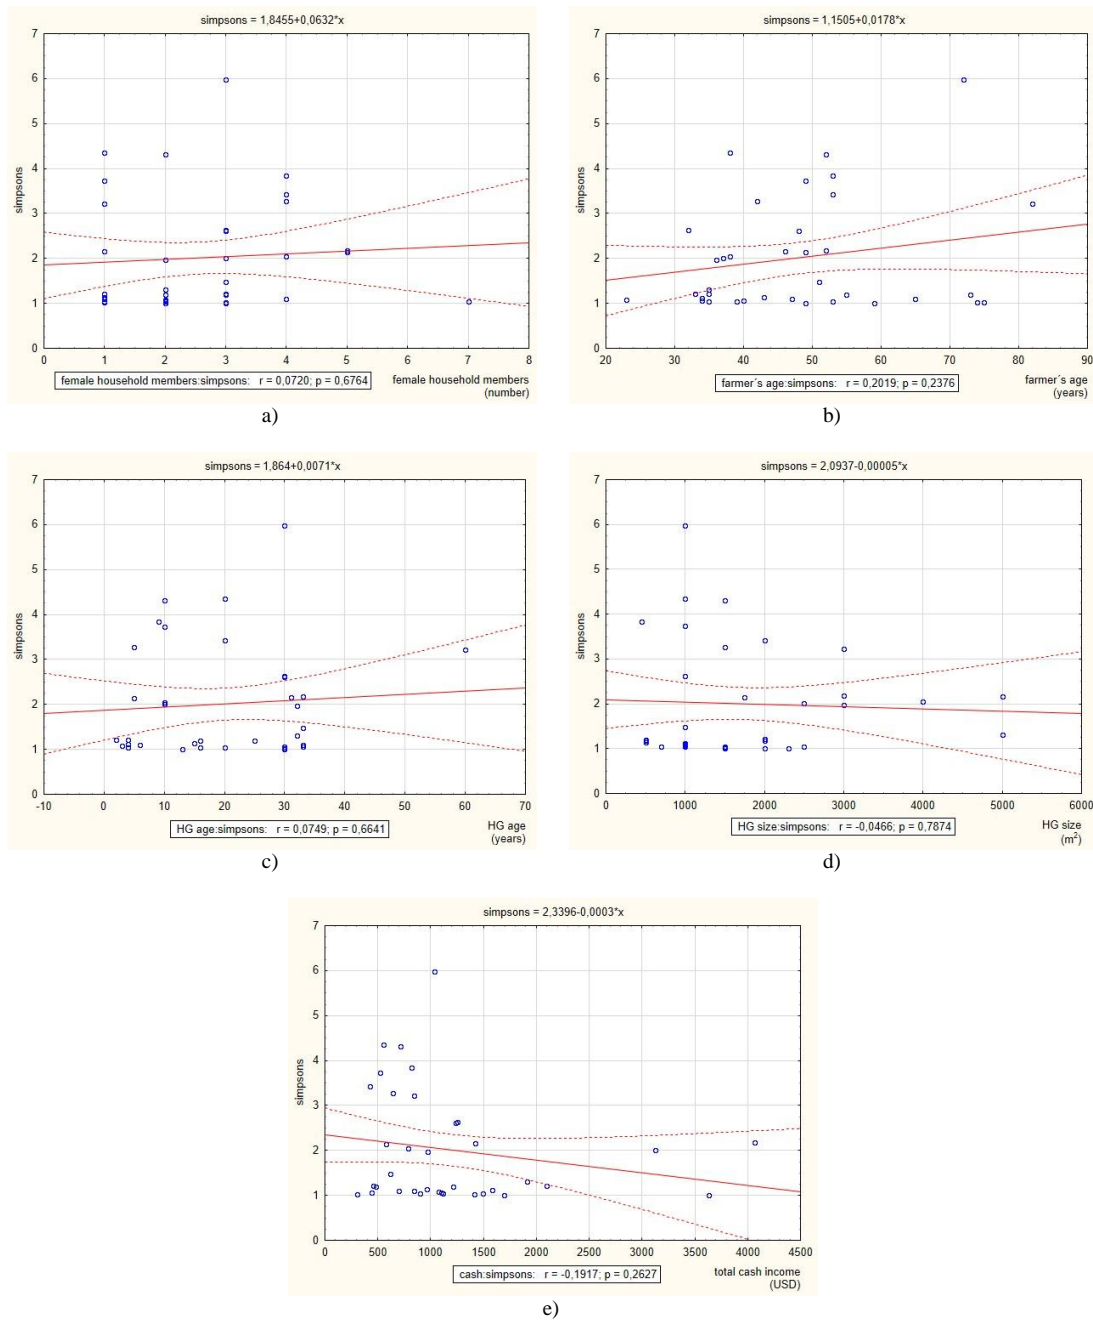 simpsons = 1,8455+0,0632*x
7
6
5
4
3
2
1
0
simpsons
0 1 2 3 4 5 6 7 8
female household members:simpsons: r = 0,0720; p = 0,6764
female household members
(number)
a)
simpsons = 1,1505+0,0178*x
7
6
5
4
3
2
1
0
simpsons
20 30 40 50 60 70 80 90
farmer´s age:simpsons: r = 0,2019; p = 0,2376
farmer´s age
(years)
b)
simpsons = 1,864+0,0071*x
7
6
5
4
3
2
1
0
simpsons
-10 0 10 20 30 40 50 60 70
HG age:simpsons: r = 0,0749; p = 0,6641
HG age
(years)
c)
simpsons = 2,0937-0,00005*x
7
6
5
4
3
2
1
0
simpsons
0 1000 2000 3000 4000 5000 6000
HG size:simpsons: r = -0,0466; p = 0,7874
HG size
(m²)
d)
simpsons = 2,3396-0,0003*x
7
6
5
4
3
2
1
0
simpsons
0 500 1000 1500 2000 2500 3000 3500 4000 4500
cash:simpsons: r = -0,1917; p = 0,2627
total cash income
(USD)
e)